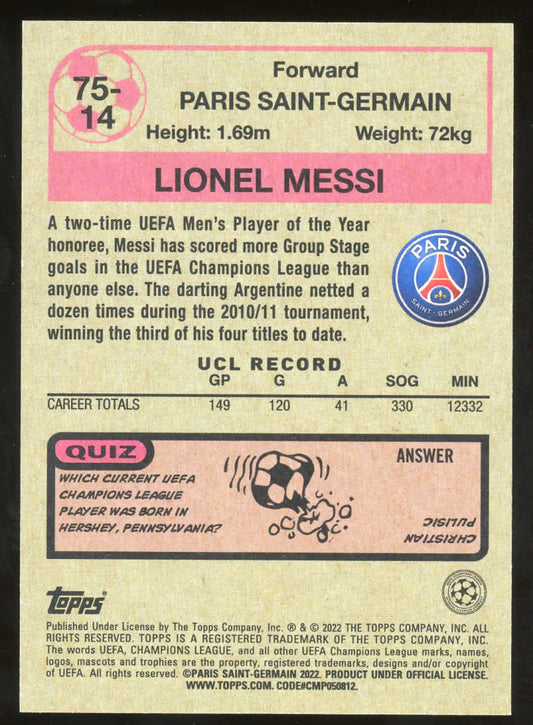 75-
14
Forward
PARIS SAINT-GERMAIN
Height: 1.69m Weight: 72kg
LIONEL MESSI
A two-time UEFA Men's Player of the Year
honoree, Messi has scored more Group Stage
goals in the UEFA Champions League than
anyone else. The darting Argentine netted a
dozen times during the 2010/11 tournament,
winning the third of his four titles to date.
PARIS
SAINT-GERMAIN
UCL RECORD
GP G A SOG MIN
CAREER TOTALS 149 120 41 330 12332
QUIZ
WHICH CURRENT UEFA
CHAMPIONS LEAGUE
PLAYER WAS BORN IN
HERSHEY, PENNSYLVANIA?
ANSWER
CHRISTIAN
PULISIC
topps
Published Under License by The Topps Company, Inc. ® & © 2022 THE TOPPS COMPANY, INC. ALL
RIGHTS RESERVED. TOPPS IS A REGISTERED TRADEMARK OF THE TOPPS COMPANY, INC.
The words UEFA, CHAMPIONS LEAGUE, and all other UEFA Champions League marks, names,
logos, mascots and trophies are the property, registered trademarks, designs and/or copyright
of UEFA. All rights reserved. ©PARIS SAINT-GERMAIN 2022. PRODUCT UNDER OFFICIAL LICENSE.
WWW.TOPPS.COM. CODE#CMP050812.